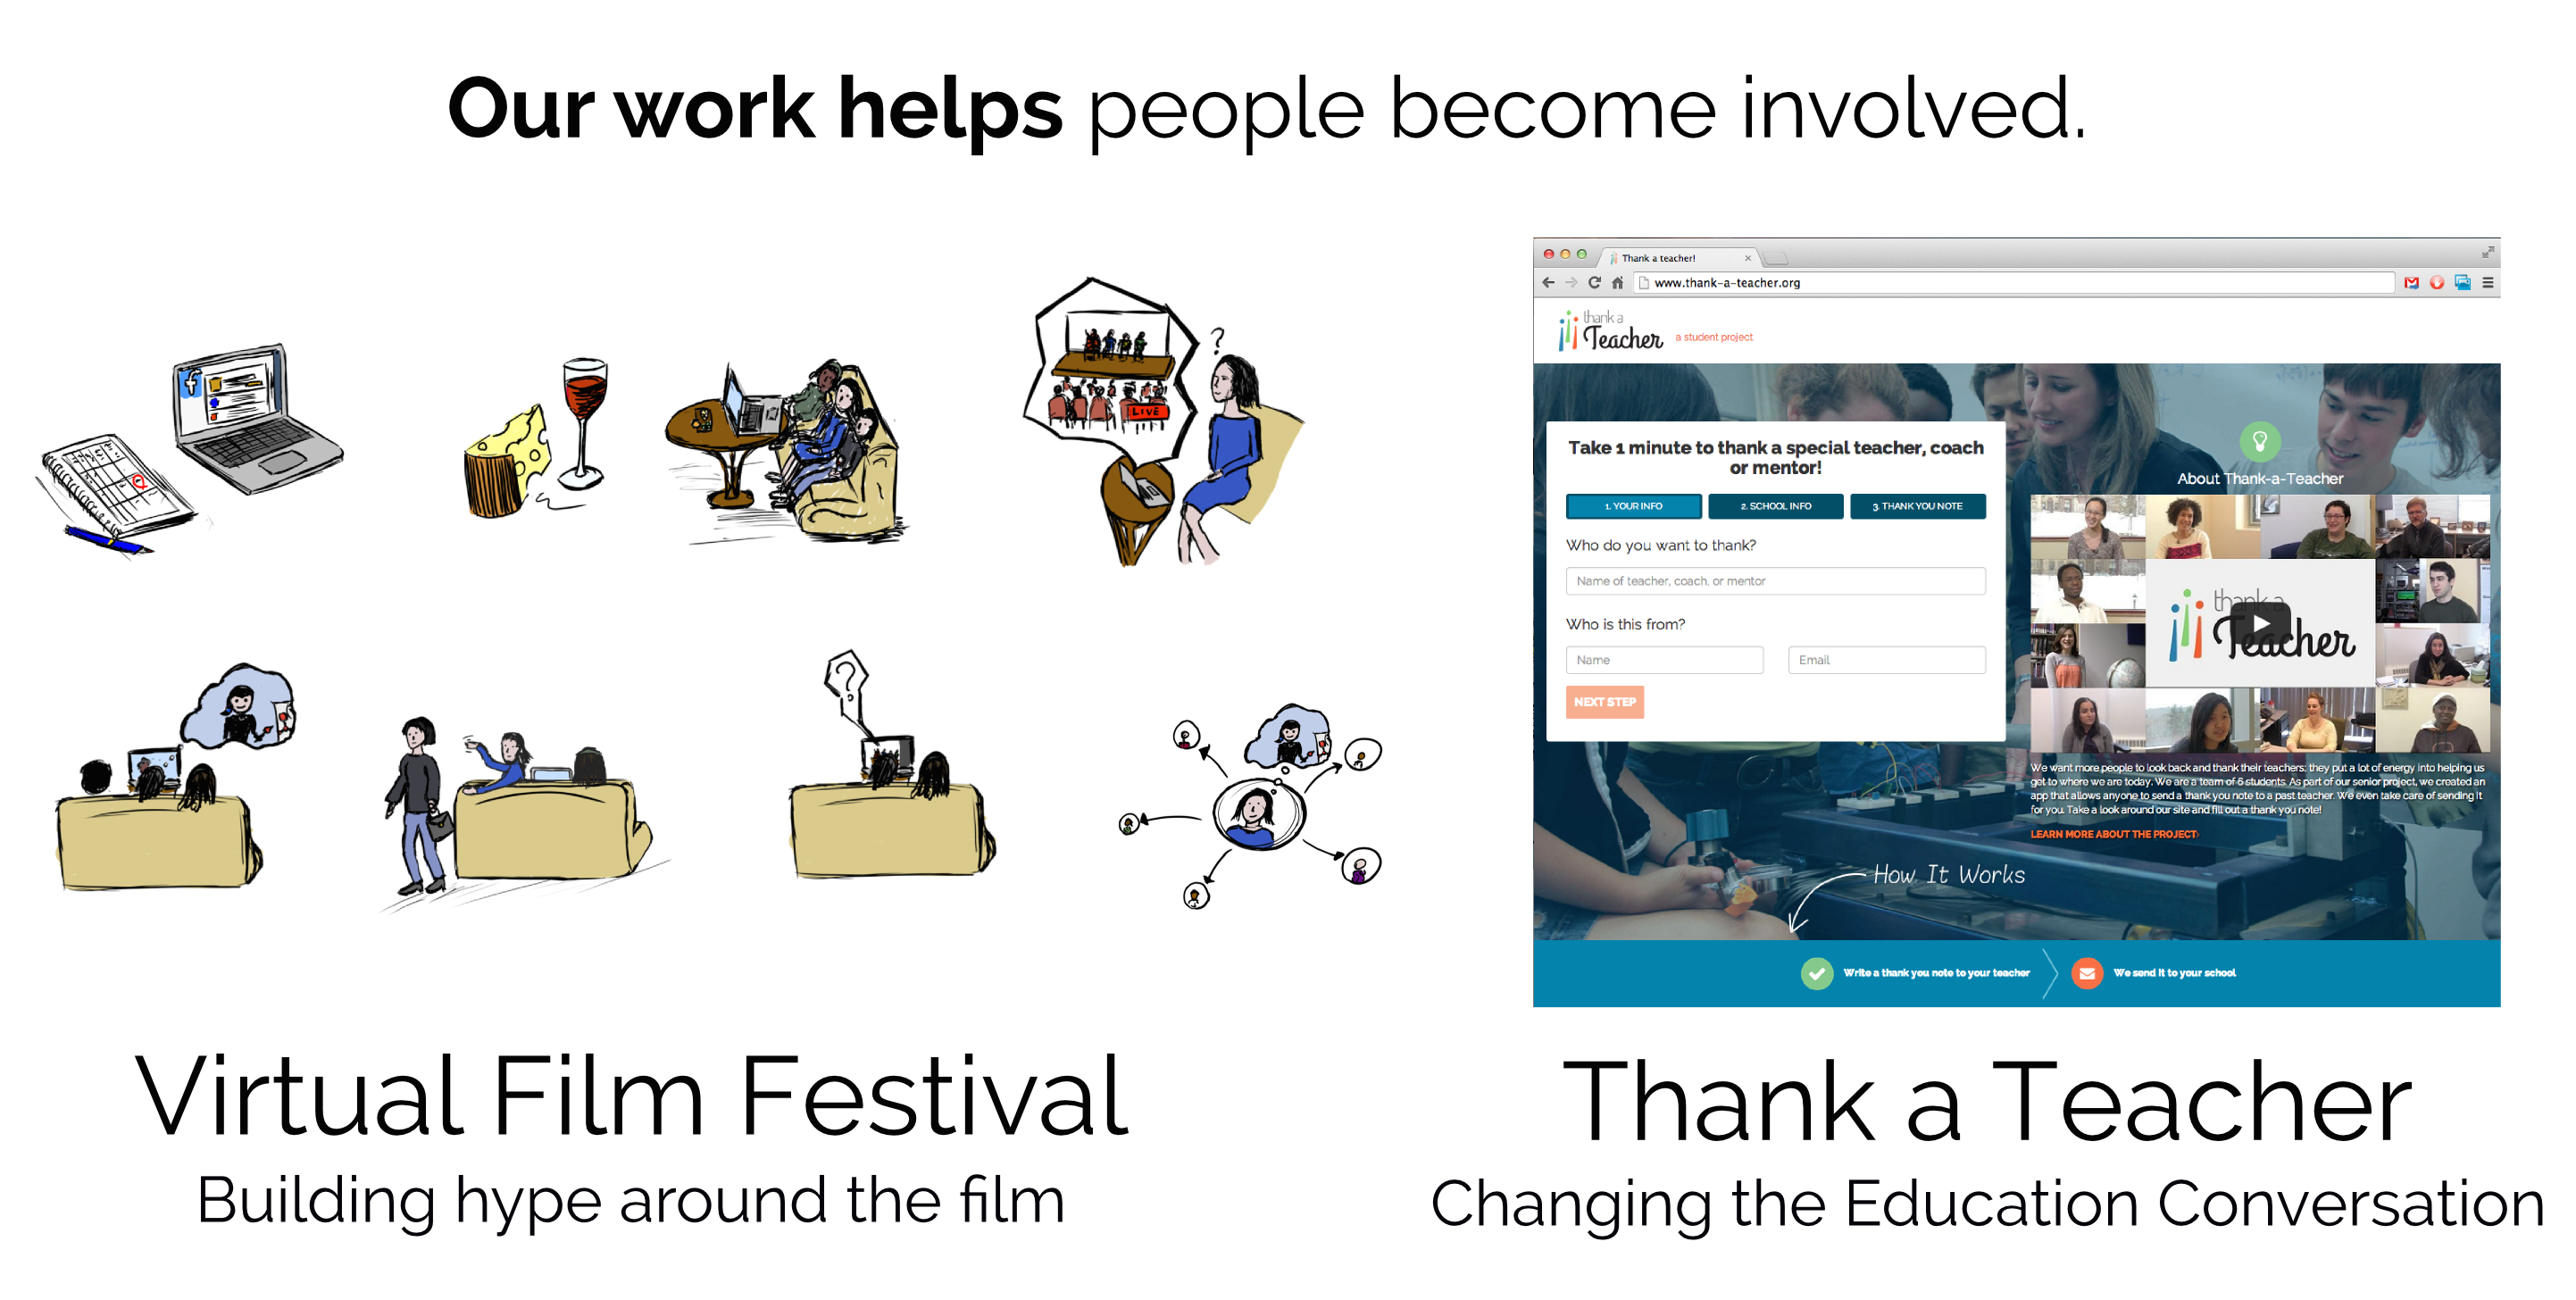 Our work helps people become involved.
f
LIVE
?
?
Virtual Film Festival
Building hype around the film
Thank a teacher!
www.thank-a-teacher.org
thank a
Teacher
a student project
Take 1 minute to thank a special teacher, coach
or mentor!
1. YOUR INFO
2. SCHOOL INFO
3. THANK YOU NOTE
Who do you want to thank?
Name of teacher, coach, or mentor
Who is this from?
Name
Email
NEXT STEP
About Thank-a-Teacher
thank a
Teacher
We want more people to look back and thank their teachers: they put a lot of energy into helping us
get to where we are today. We are a team of 6 students. As part of our senior project, we created an
app that allows anyone to send a thank you note to a past teacher. We even take care of sending it
for you. Take a look around our site and fill out a thank you note!
LEARN MORE ABOUT THE PROJECT›
How It Works
Write a thank you note to your teacher
We send it to your school
Thank a Teacher
Changing the Education Conversation